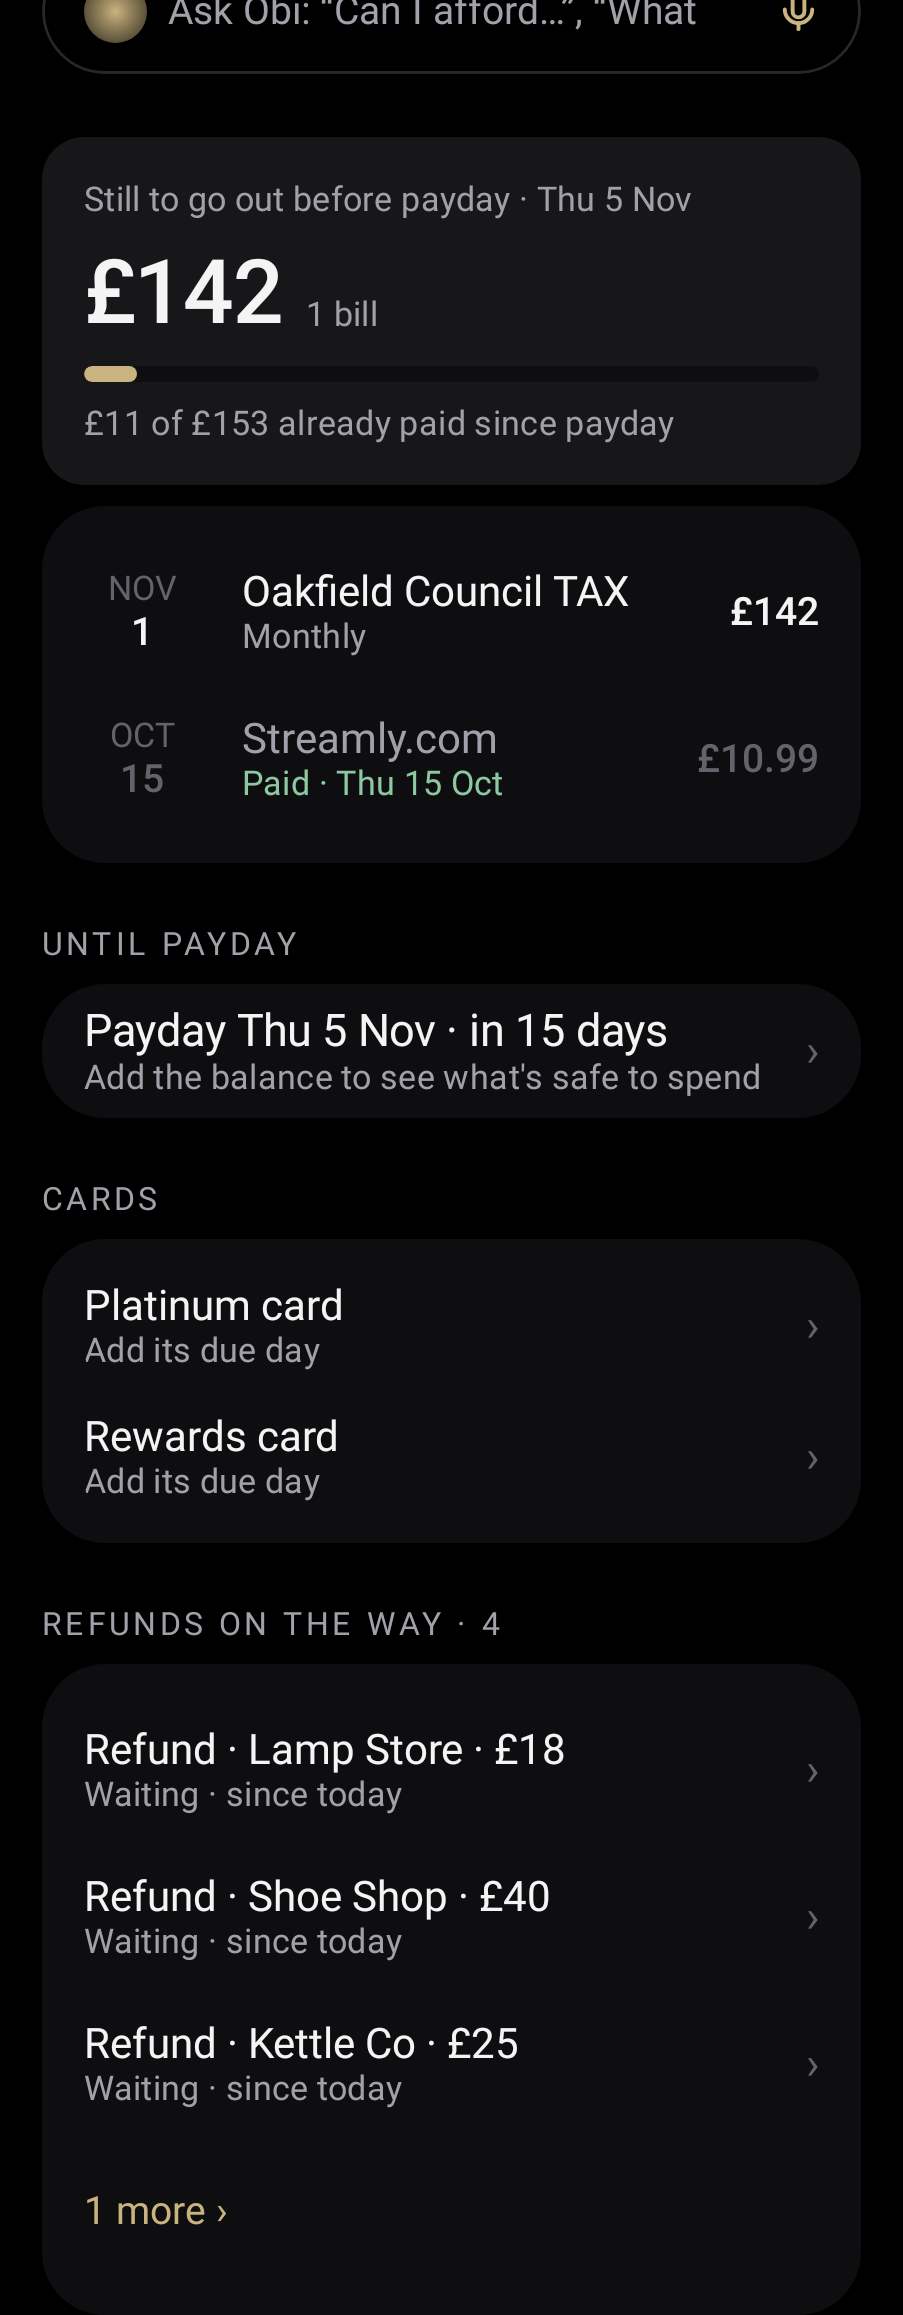 Ask Obi: “Can I afford…”, “What
Still to go out before payday · Thu 5 Nov
£142 1 bill
£11 of £153 already paid since payday
NOV
1
Oakfield Council TAX
Monthly
£142
OCT
15
Streamly.com
Paid · Thu 15 Oct
£10.99
UNTIL PAYDAY
Payday Thu 5 Nov · in 15 days
Add the balance to see what's safe to spend
›
CARDS
Platinum card
Add its due day
›
Rewards card
Add its due day
›
REFUNDS ON THE WAY · 4
Refund · Lamp Store · £18
Waiting · since today
›
Refund · Shoe Shop · £40
Waiting · since today
›
Refund · Kettle Co · £25
Waiting · since today
›
1 more ›